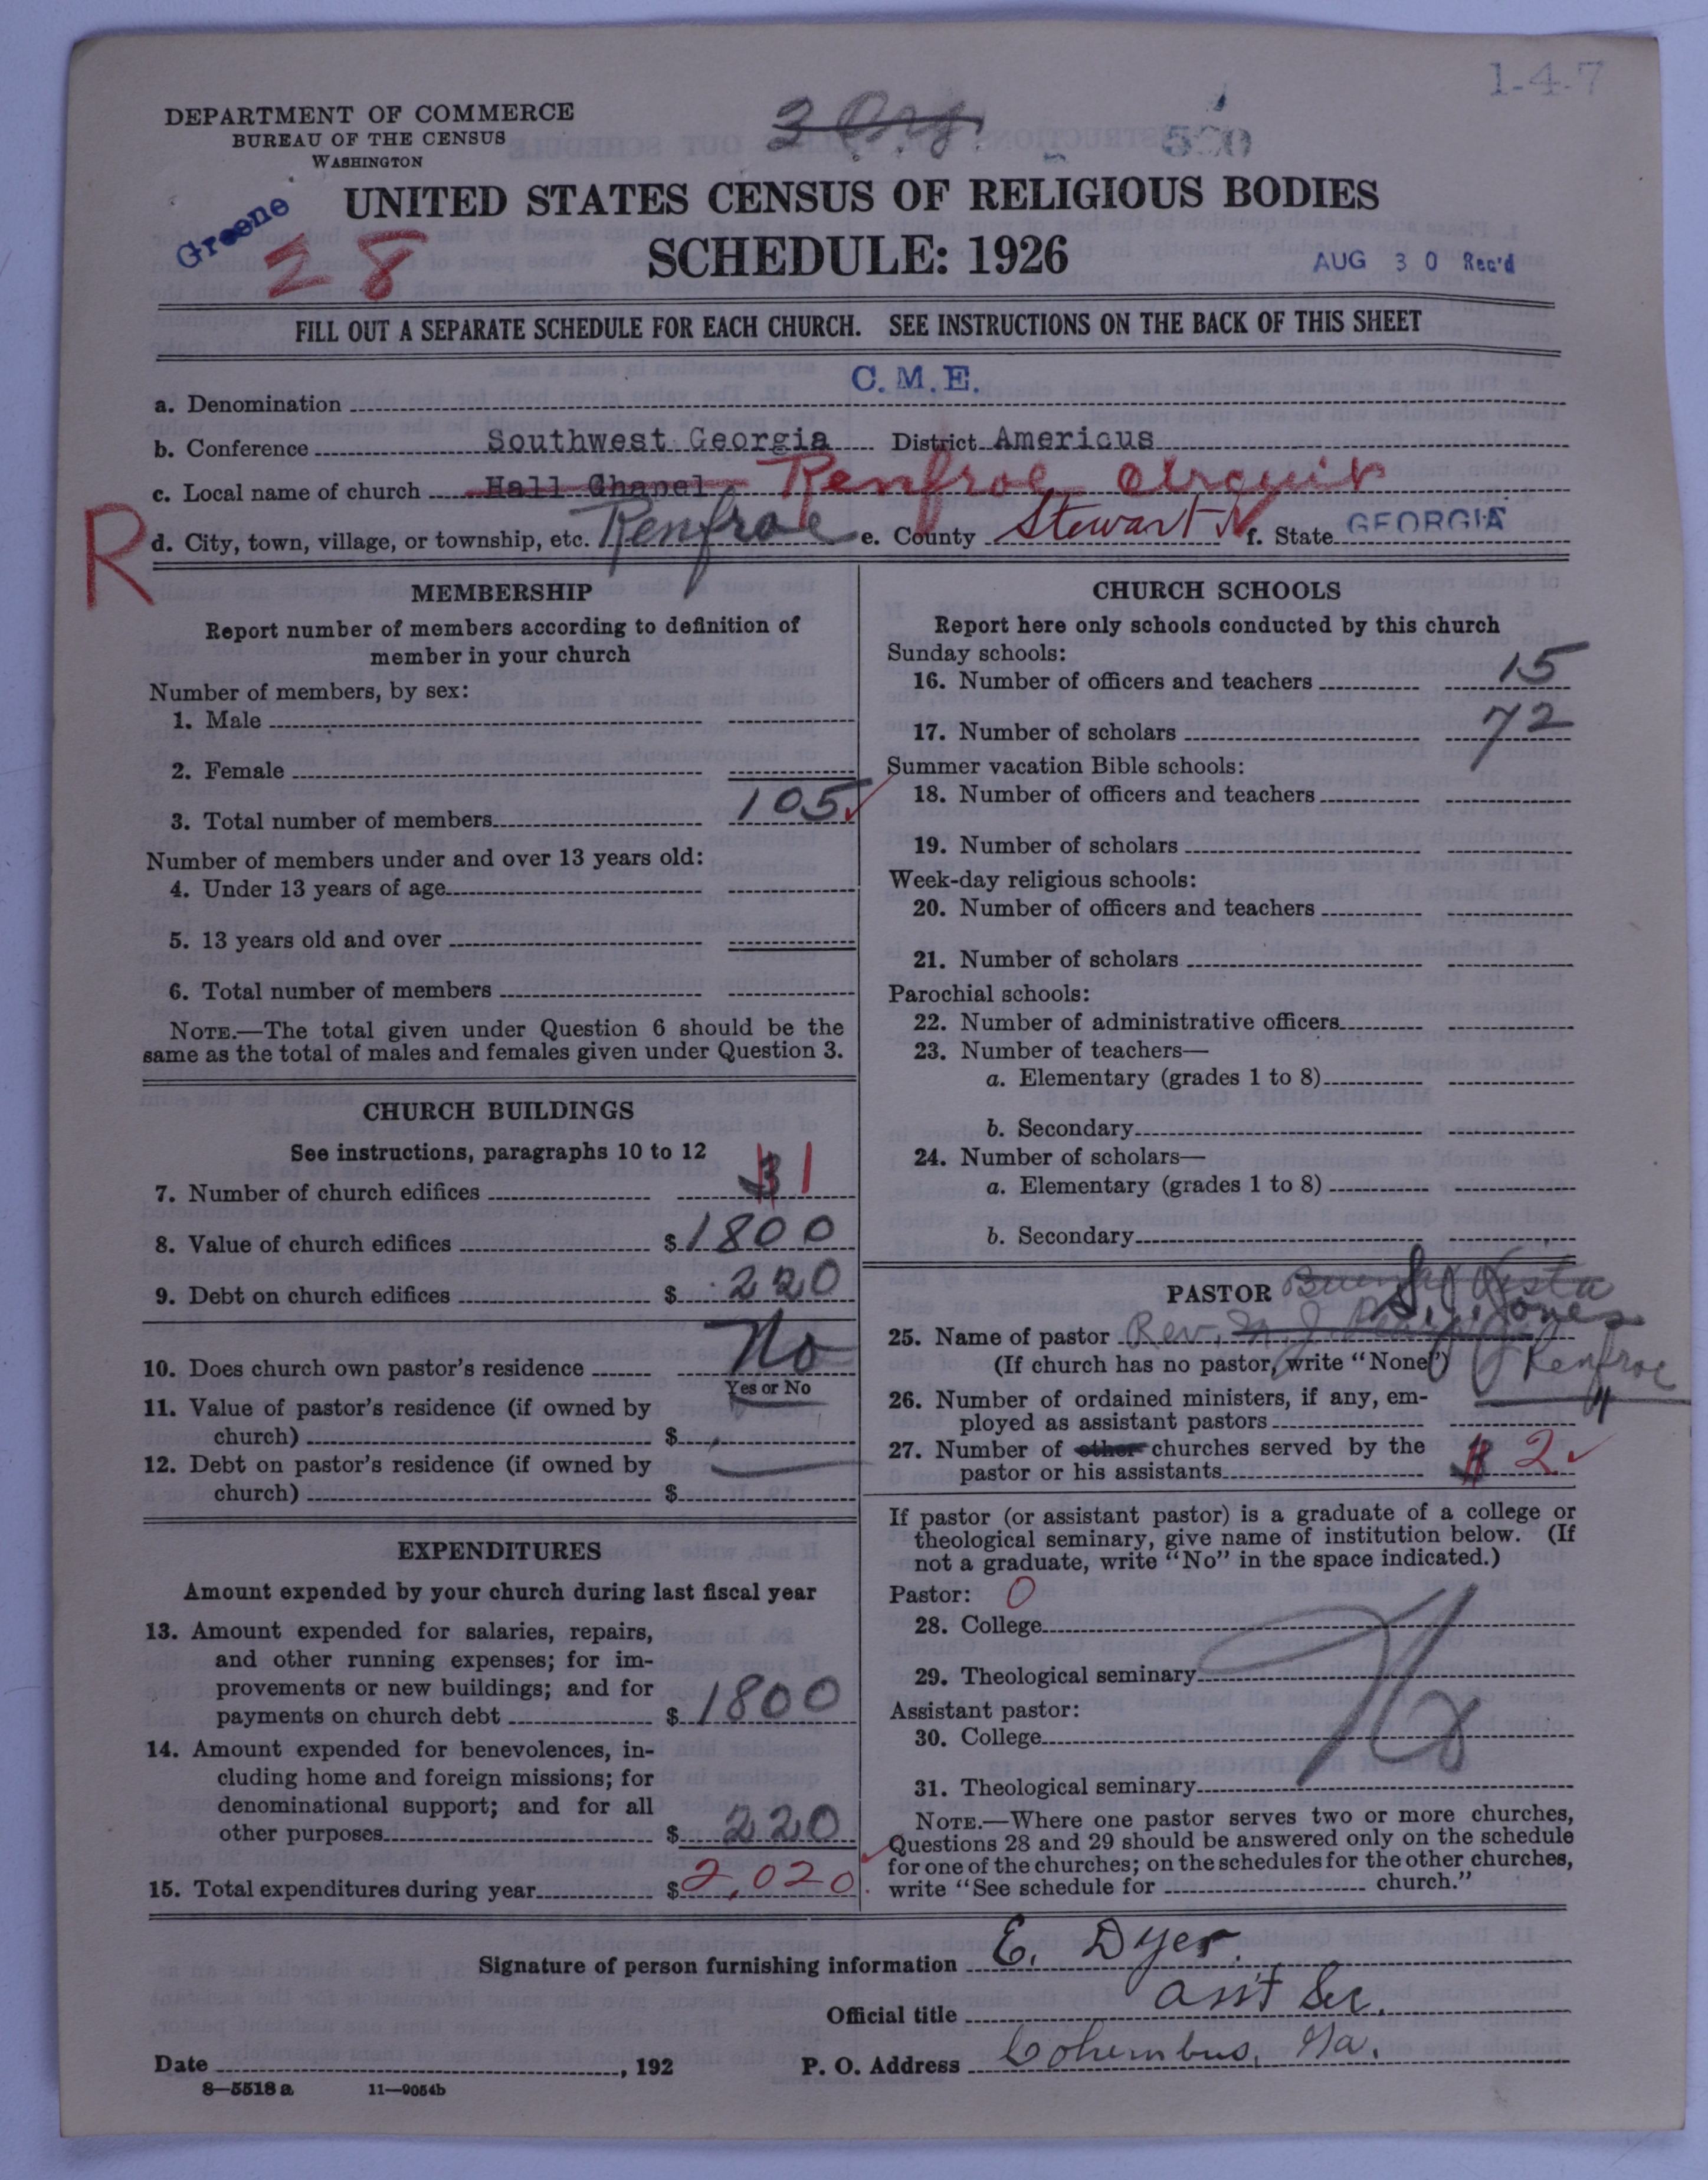 1-4-7
DEPARTMENT OF COMMERCE
BUREAU OF THE CENSUS
WASHINGTON
3 Org.
Greene
28
UNITED STATES CENSUS OF RELIGIOUS BODIES
SCHEDULE: 1926
AUG 30 Rec'd
FILL OUT A SEPARATE SCHEDULE FOR EACH CHURCH. SEE INSTRUCTIONS ON THE BACK OF THIS SHEET
a. Denomination C.M.E.
b. Conference Southwest Georgia District Americus
c. Local name of church Hall Chapel Renfroe Circuit
R
d. City, town, village, or township, etc. Renfroe e. County Stewart f. State GEORGIA
MEMBERSHIP
Report number of members according to definition of
member in your church
Number of members, by sex:
1. Male
2. Female
3. Total number of members 105
Number of members under and over 13 years old:
4. Under 13 years of age
5. 13 years old and over
6. Total number of members
NOTE.—The total given under Question 6 should be the
same as the total of males and females given under Question 3.
CHURCH BUILDINGS
See instructions, paragraphs 10 to 12
7. Number of church edifices 3 1
8. Value of church edifices $ 1800
9. Debt on church edifices $ 220
10. Does church own pastor's residence No
Yes or No
11. Value of pastor's residence (if owned by
church) $
12. Debt on pastor's residence (if owned by
church) $
EXPENDITURES
Amount expended by your church during last fiscal year
13. Amount expended for salaries, repairs,
and other running expenses; for im-
provements or new buildings; and for
payments on church debt $ 1800
14. Amount expended for benevolences, in-
cluding home and foreign missions; for
denominational support; and for all
other purposes $ 220
15. Total expenditures during year $ 2,020.
CHURCH SCHOOLS
Report here only schools conducted by this church
Sunday schools:
16. Number of officers and teachers 15
17. Number of scholars 72
Summer vacation Bible schools:
18. Number of officers and teachers
19. Number of scholars
Week-day religious schools:
20. Number of officers and teachers
21. Number of scholars
Parochial schools:
22. Number of administrative officers
23. Number of teachers—
a. Elementary (grades 1 to 8)
b. Secondary
24. Number of scholars—
a. Elementary (grades 1 to 8)
b. Secondary
PASTOR
25. Name of pastor Rev. Jones
(If church has no pastor, write "None") Renfroe
26. Number of ordained ministers, if any, em-
ployed as assistant pastors
27. Number of other churches served by the
pastor or his assistants 2
If pastor (or assistant pastor) is a graduate of a college or
theological seminary, give name of institution below. (If
not a graduate, write "No" in the space indicated.)
Pastor: 0
28. College
29. Theological seminary
Assistant pastor:
30. College
31. Theological seminary
No
NOTE.—Where one pastor serves two or more churches,
Questions 28 and 29 should be answered only on the schedule
for one of the churches; on the schedules for the other churches,
write "See schedule for church."
Signature of person furnishing information E. Dyer.
Official title Ass't Sec.
Date , 192 P. O. Address Columbus, Ga.
8—5518 a 11—9054b